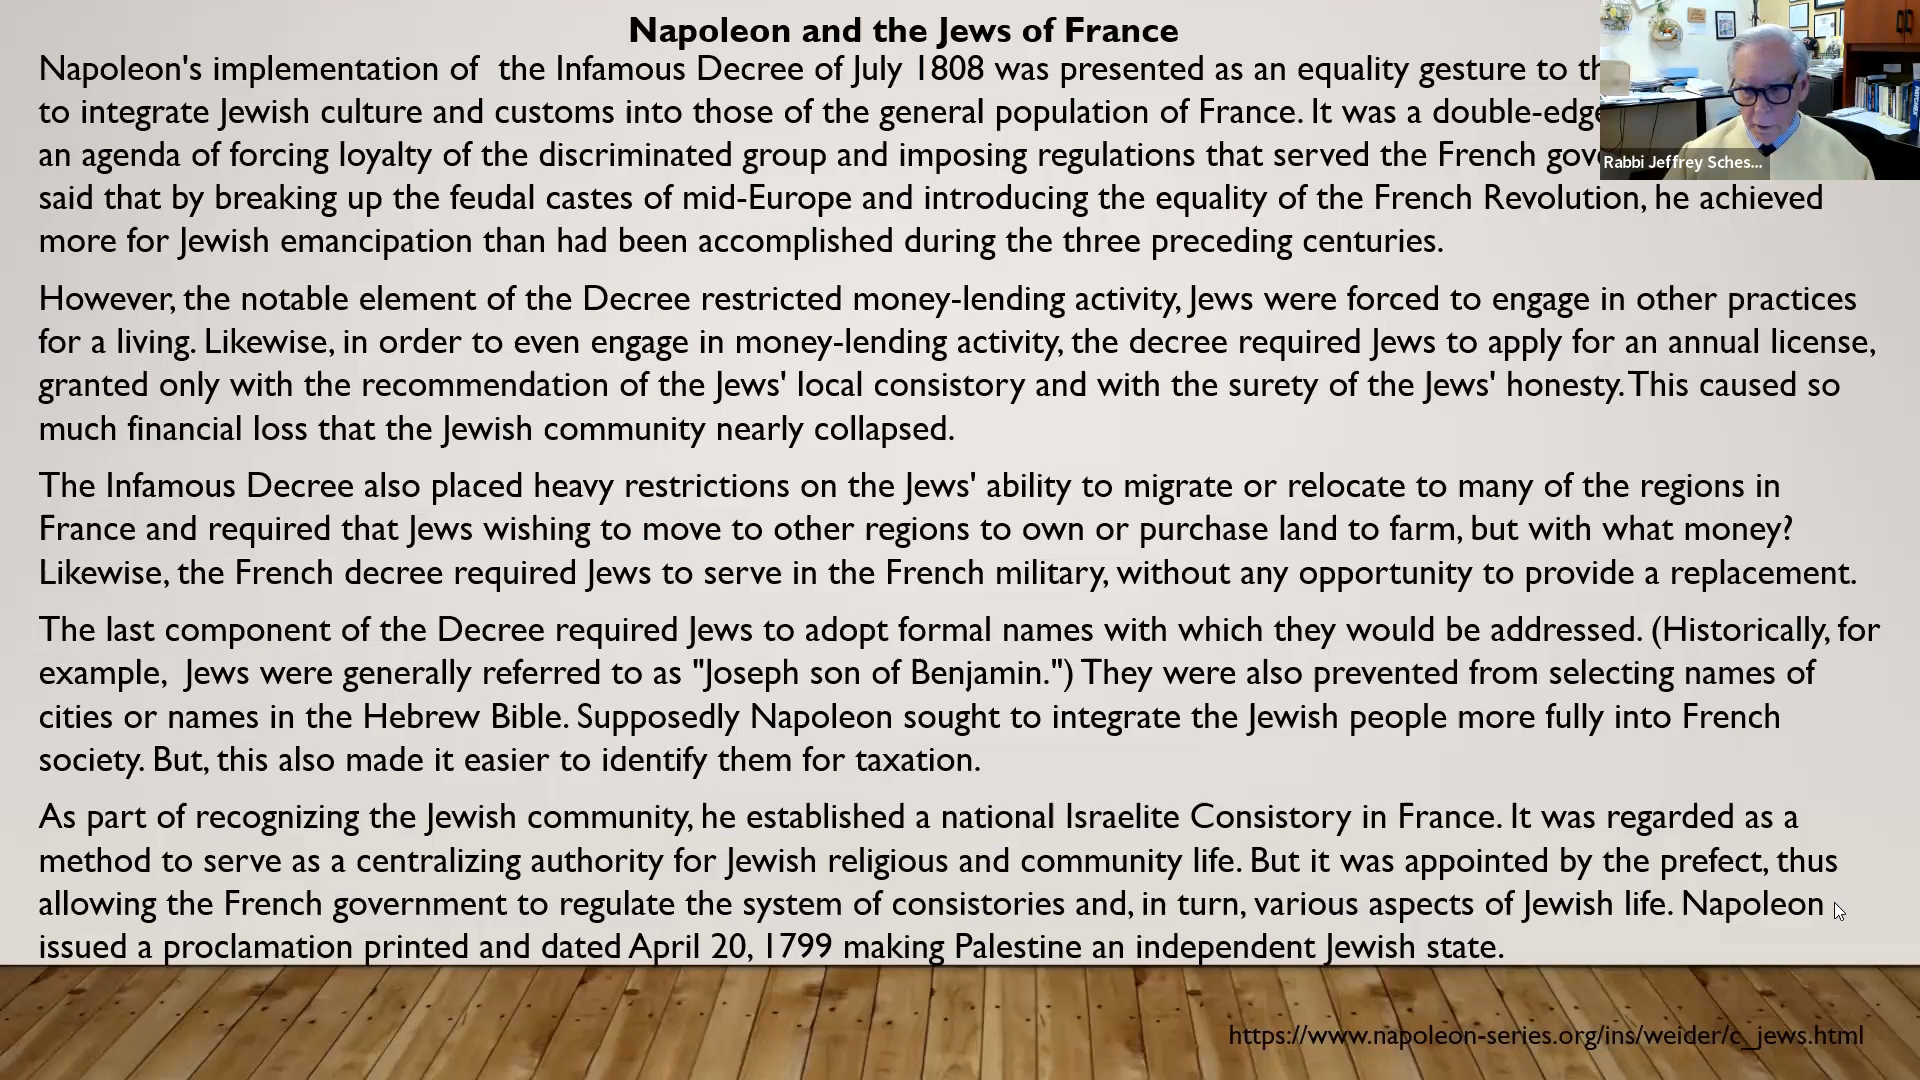 Napoleon and the Jews of France
Napoleon's implementation of the Infamous Decree of July 1808 was presented as an equality gesture to
to integrate Jewish culture and customs into those of the general population of France. It was a
an agenda of forcing loyalty of the discriminated group and imposing regulations that served the French
said that by breaking up the feudal castes of mid-Europe and introducing the equality of the French Revolution, he achieved
more for Jewish emancipation than had been accomplished during the three preceding centuries.
However, the notable element of the Decree restricted money-lending activity, Jews were forced to engage in other practices
for a living. Likewise, in order to even engage in money-lending activity, the decree required Jews to apply for an annual license,
granted only with the recommendation of the Jews' local consistory and with the surety of the Jews' honesty. This caused so
much financial loss that the Jewish community nearly collapsed.
The Infamous Decree also placed heavy restrictions on the Jews' ability to migrate or relocate to many of the regions in
France and required that Jews wishing to move to other regions to own or purchase land to farm, but with what money?
Likewise, the French decree required Jews to serve in the French military, without any opportunity to provide a replacement.
The last component of the Decree required Jews to adopt formal names with which they would be addressed. (Historically, for
example, Jews were generally referred to as "Joseph son of Benjamin.") They were also prevented from selecting names of
cities or names in the Hebrew Bible. Supposedly Napoleon sought to integrate the Jewish people more fully into French
society. But, this also made it easier to identify them for taxation.
As part of recognizing the Jewish community, he established a national Israelite Consistory in France. It was regarded as a
method to serve as a centralizing authority for Jewish religious and community life. But it was appointed by the prefect, thus
allowing the French government to regulate the system of consistories and, in turn, various aspects of Jewish life. Napoleon
issued a proclamation printed and dated April 20, 1799 making Palestine an independent Jewish state.
https://www.napoleon-series.org/ins/weider/c_jews.html
Rabbi Jeffrey Sches...